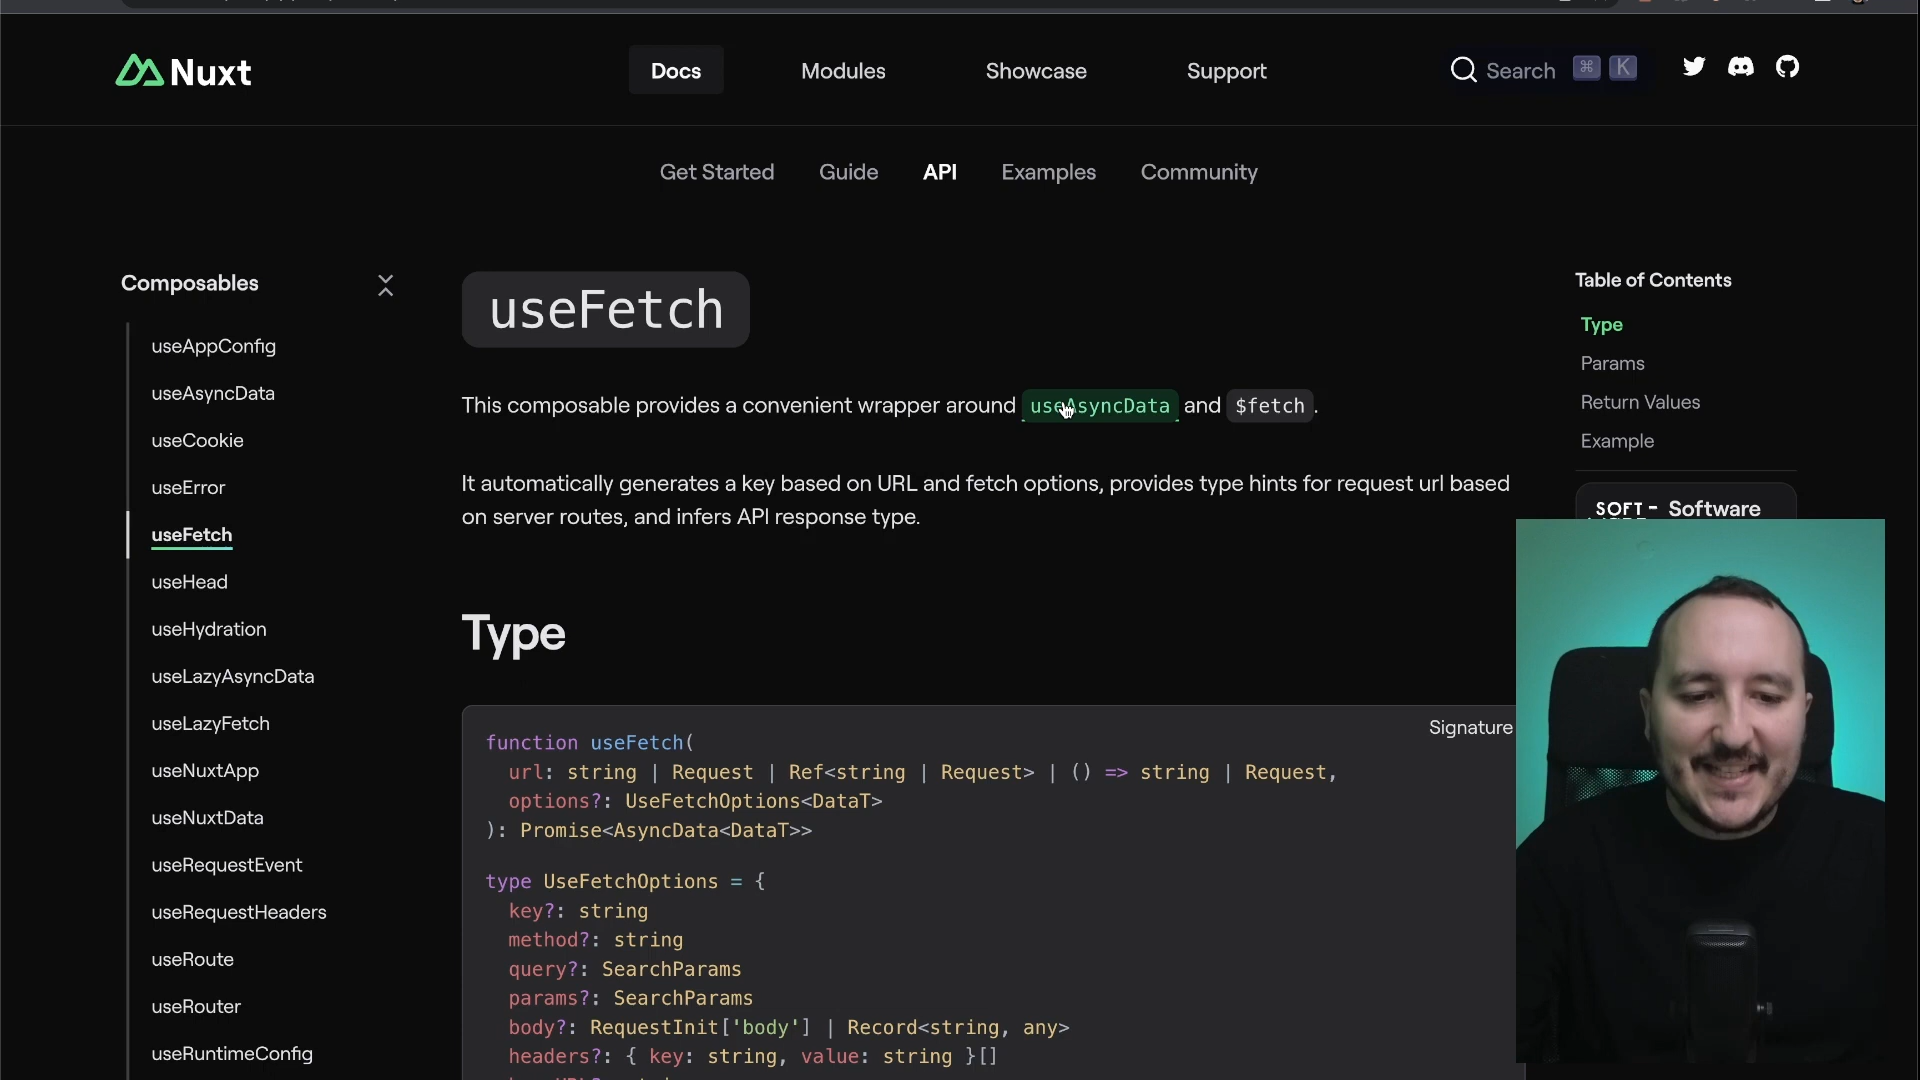 Nuxt
Docs
Modules
Showcase
Support
Search
⌘ K
Get Started
Guide
API
Examples
Community
Composables
useAppConfig
useAsyncData
useCookie
useError
useFetch
useHead
useHydration
useLazyAsyncData
useLazyFetch
useNuxtApp
useNuxtData
useRequestEvent
useRequestHeaders
useRoute
useRouter
useRuntimeConfig
useFetch
This composable provides a convenient wrapper around useAsyncData and $fetch.
It automatically generates a key based on URL and fetch options, provides type hints for request url based
on server routes, and infers API response type.
Type
Signature
function useFetch(
url: string | Request | Ref<string | Request> | () => string | Request,
options?: UseFetchOptions<DataT>
): Promise<AsyncData<DataT>>
type UseFetchOptions = {
key?: string
method?: string
query?: SearchParams
params?: SearchParams
body?: RequestInit['body'] | Record<string, any>
headers?: { key: string, value: string }[]
Table of Contents
Type
Params
Return Values
Example
SOFT- Software